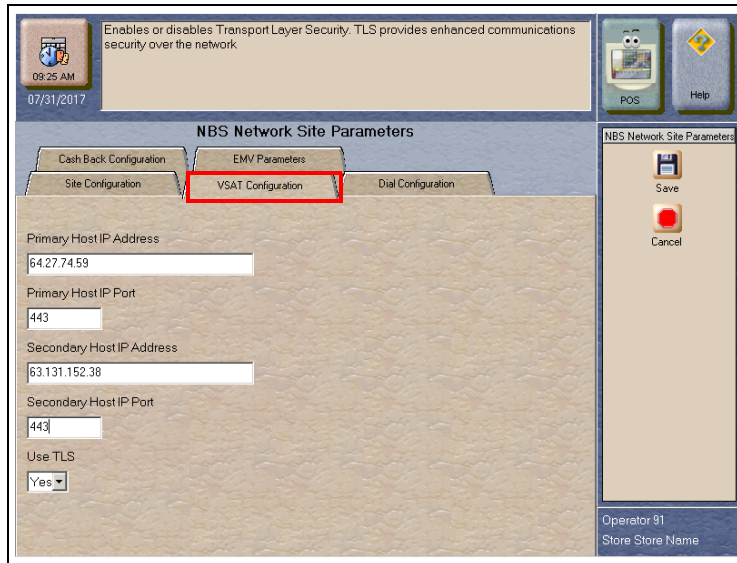 Enables or disables Transport Layer Security. TLS provides enhanced communications
security over the network
09:25 AM
07/31/2017
POS
Help
NBS Network Site Parameters
Cash Back Configuration
EMV Parameters
Site Configuration
VSAT Configuration
Dial Configuration
Primary Host IP Address
64.27.74.59
Primary Host IP Port
443
Secondary Host IP Address
63.131.152.38
Secondary Host IP Port
443
Use TLS
Yes
NBS Network Site Parameters
Save
Cancel
Operator 91
Store Store Name